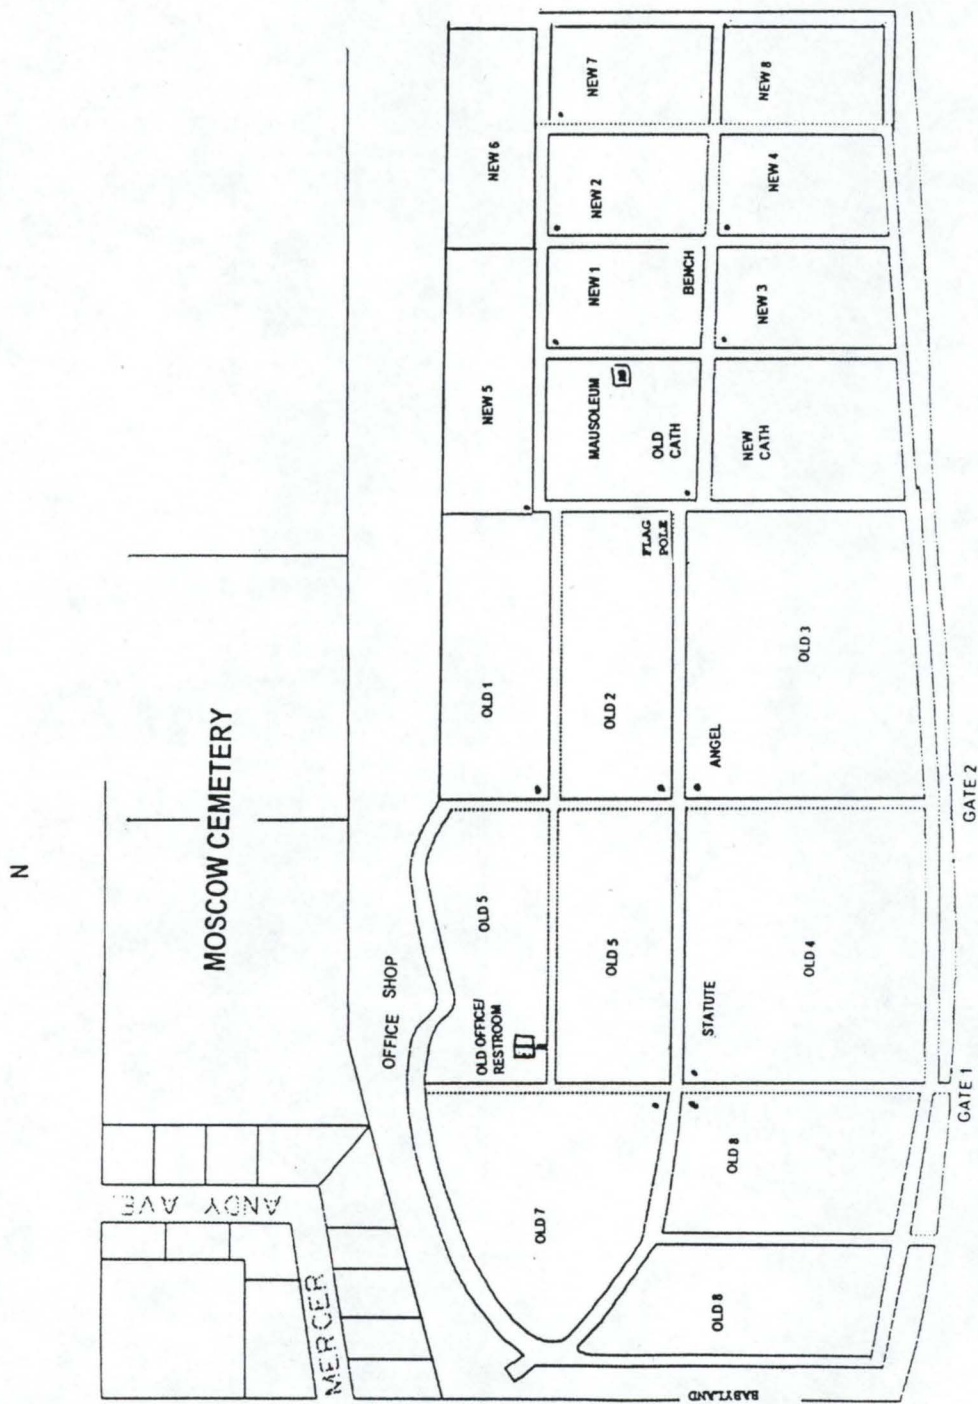 N
MOSCOW CEMETERY
ANDY AVE.
MERCER
OFFICE SHOP
NEW 5
NEW 6
OLD 7
OLD OFFICE/
RESTROOM
OLD 5
OLD 1
MAUSOLEUM
NEW 1
NEW 2
NEW 7
OLD 5
OLD 2
FLAG
POLE
OLD
CATH
BENCH
BABYLAND
OLD 8
OLD 8
STATUTE
OLD 4
ANGEL
OLD 3
NEW
CATH
NEW 3
NEW 4
NEW 8
GATE 1
GATE 2